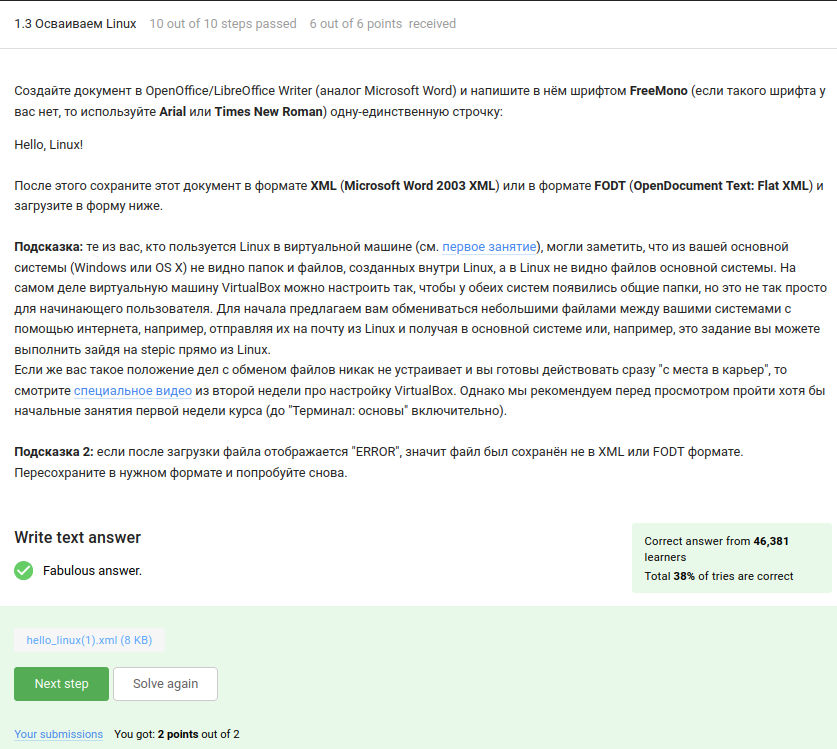 1.3 Осваиваем Linux 10 out of 10 steps passed 6 out of 6 points received
Создайте документ в OpenOffice/LibreOffice Writer (аналог Microsoft Word) и напишите в нём шрифтом FreeMono (если такого шрифта у
вас нет, то используйте Arial или Times New Roman) одну-единственную строчку:
Hello, Linux!
После этого сохраните этот документ в формате XML (Microsoft Word 2003 XML) или в формате FODT (OpenDocument Text: Flat XML) и
загрузите в форму ниже.
Подсказка: те из вас, кто пользуется Linux в виртуальной машине (см. первое занятие), могли заметить, что из вашей основной
системы (Windows или OS X) не видно папок и файлов, созданных внутри Linux, а в Linux не видно файлов основной системы. На
самом деле виртуальную машину VirtualBox можно настроить так, чтобы у обеих систем появились общие папки, но это не так просто
для начинающего пользователя. Для начала предлагаем вам обмениваться небольшими файлами между вашими системами с
помощью интернета, например, отправляя их на почту из Linux и получая в основной системе или, например, это задание вы можете
выполнить зайдя на stepic прямо из Linux.
Если же вас такое положение дел с обменом файлов никак не устраивает и вы готовы действовать сразу "с места в карьер", то
смотрите специальное видео из второй недели про настройку VirtualBox. Однако мы рекомендуем перед просмотром пройти хотя бы
начальные занятия первой недели курса (до "Терминал: основы" включительно).
Подсказка 2: если после загрузки файла отображается "ERROR", значит файл был сохранён не в XML или FODT формате.
Пересохраните в нужном формате и попробуйте снова.
Write text answer
Fabulous answer.
Correct answer from 46,381
learners
Total 38% of tries are correct
hello_linux(1).xml (8 KB)
Next step Solve again
Your submissions You got: 2 points out of 2